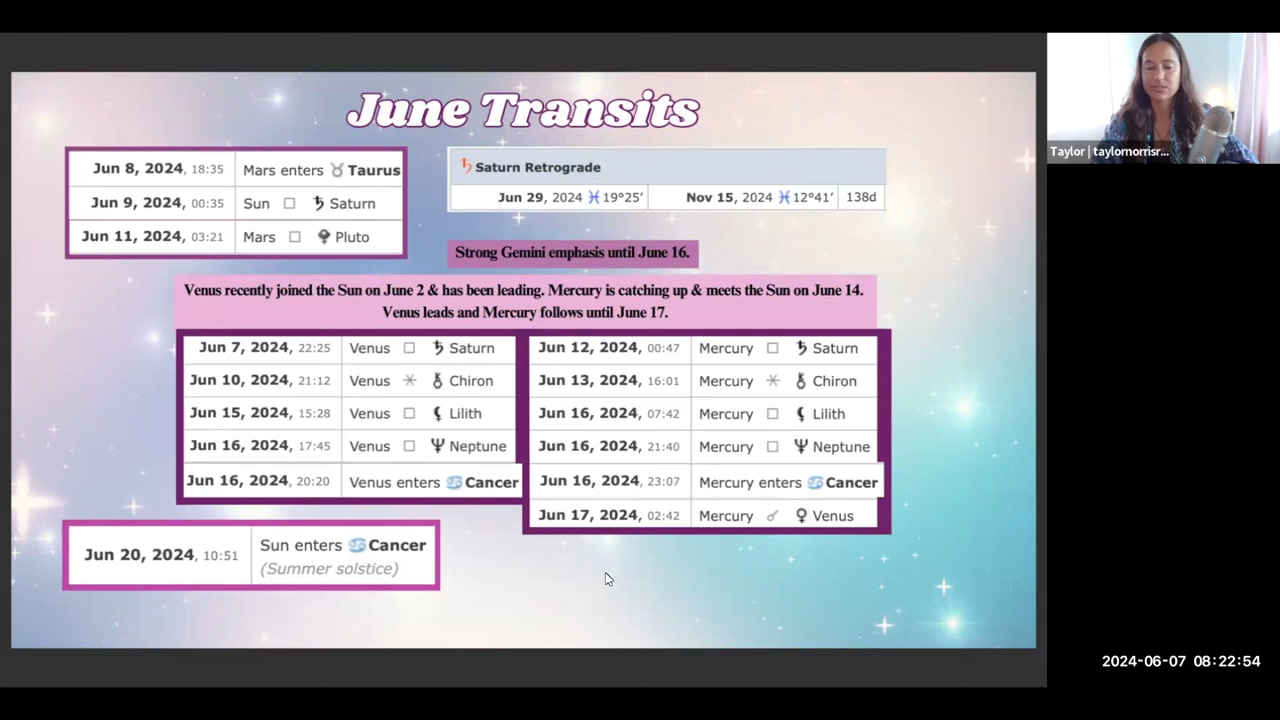 June Transits
Jun 8, 2024, 18:35 Mars enters ♉ Taurus
Jun 9, 2024, 00:35 Sun □ ♄ Saturn
Jun 11, 2024, 03:21 Mars □ Pluto
♄ Saturn Retrograde
Jun 29, 2024 ♓ 19°25′ Nov 15, 2024 ♓ 12°41′ 138d
Strong Gemini emphasis until June 16.
Venus recently joined the Sun on June 2 & has been leading. Mercury is catching up & meets the Sun on June 14.
Venus leads and Mercury follows until June 17.
Jun 7, 2024, 22:25 Venus □ ♄ Saturn
Jun 10, 2024, 21:12 Venus ⚹ ⚷ Chiron
Jun 15, 2024, 15:28 Venus □ ⚸ Lilith
Jun 16, 2024, 17:45 Venus □ ♆ Neptune
Jun 16, 2024, 20:20 Venus enters ♋ Cancer
Jun 12, 2024, 00:47 Mercury □ ♄ Saturn
Jun 13, 2024, 16:01 Mercury ⚹ ⚷ Chiron
Jun 16, 2024, 07:42 Mercury □ ⚸ Lilith
Jun 16, 2024, 21:40 Mercury □ ♆ Neptune
Jun 16, 2024, 23:07 Mercury enters ♋ Cancer
Jun 17, 2024, 02:42 Mercury ☌ ♀ Venus
Jun 20, 2024, 10:51 Sun enters ♋ Cancer
(Summer solstice)
Taylor | taylormorrisr...
2024-06-07 08:22:54